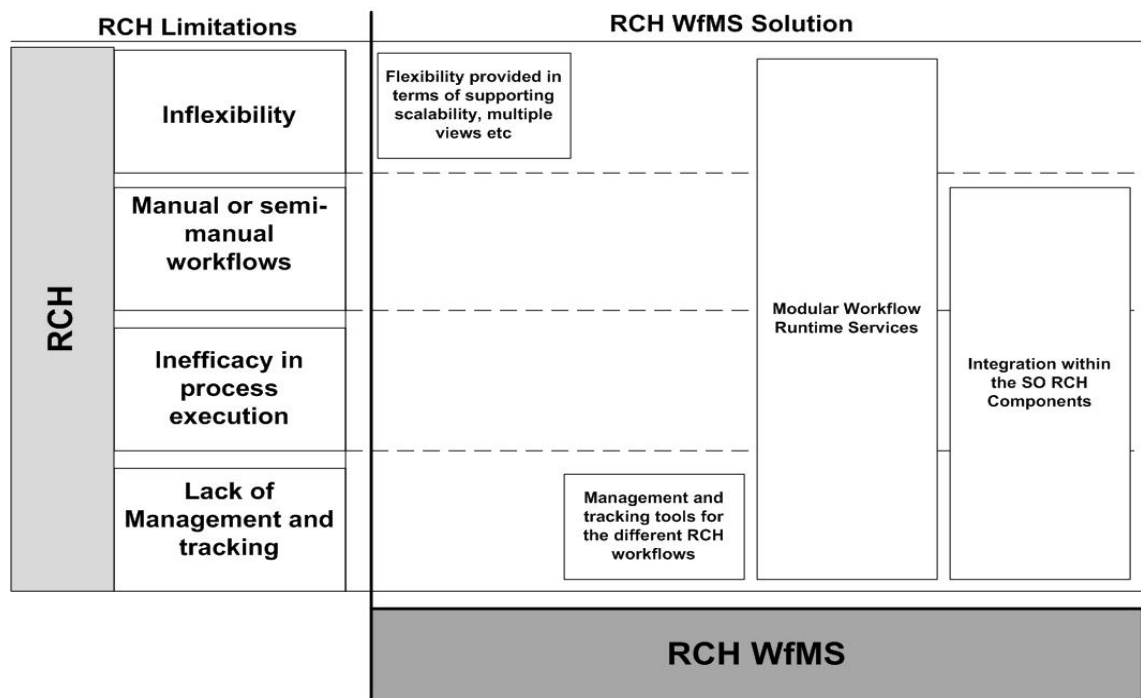 RCH Limitations
RCH WfMS Solution
RCH
Inflexibility
Flexibility provided in
terms of supporting
scalability, multiple
views etc
Manual or semi-
manual
workflows
Modular Workflow
Runtime Services
Inefficacy in
process
execution
Integration within
the SO RCH
Components
Lack of
Management and
tracking
Management and
tracking tools for
the different RCH
workflows
RCH WfMS